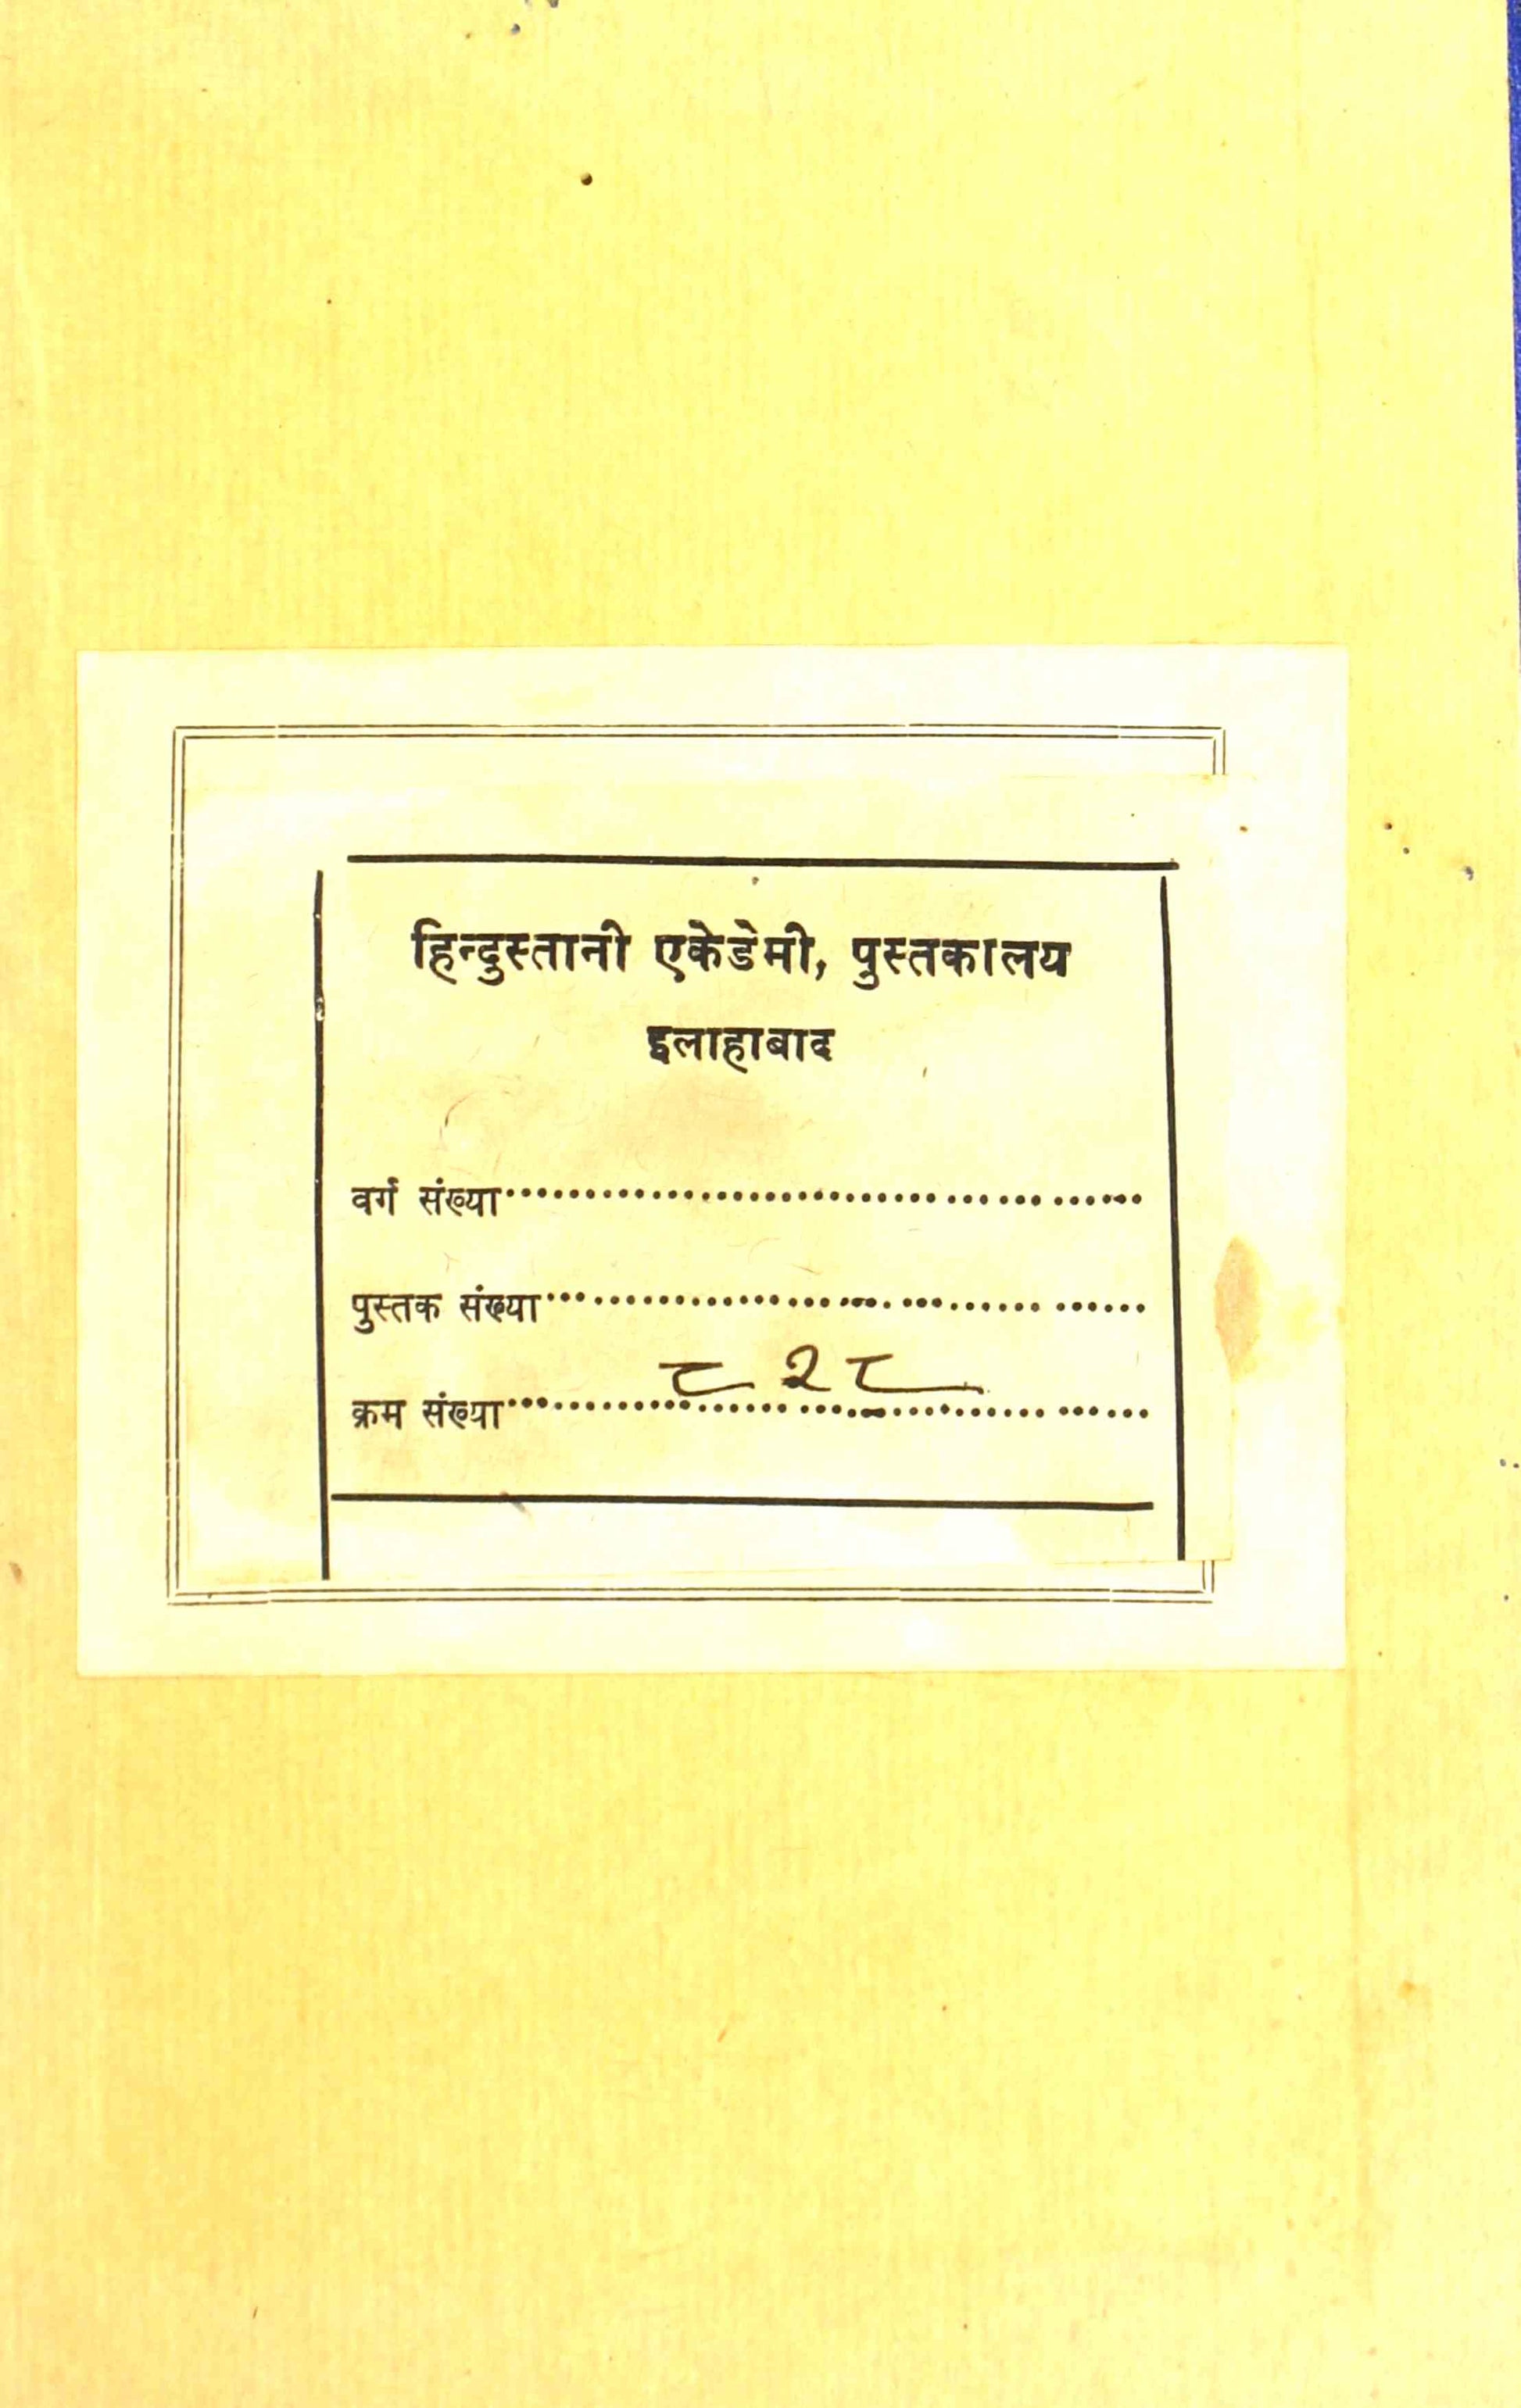 हिन्दुस्तानी एकेडेमी, पुस्तकालय
इलाहाबाद
वर्ग संख्या........................................
पुस्तक संख्या........................................
क्रम संख्या........८२८........